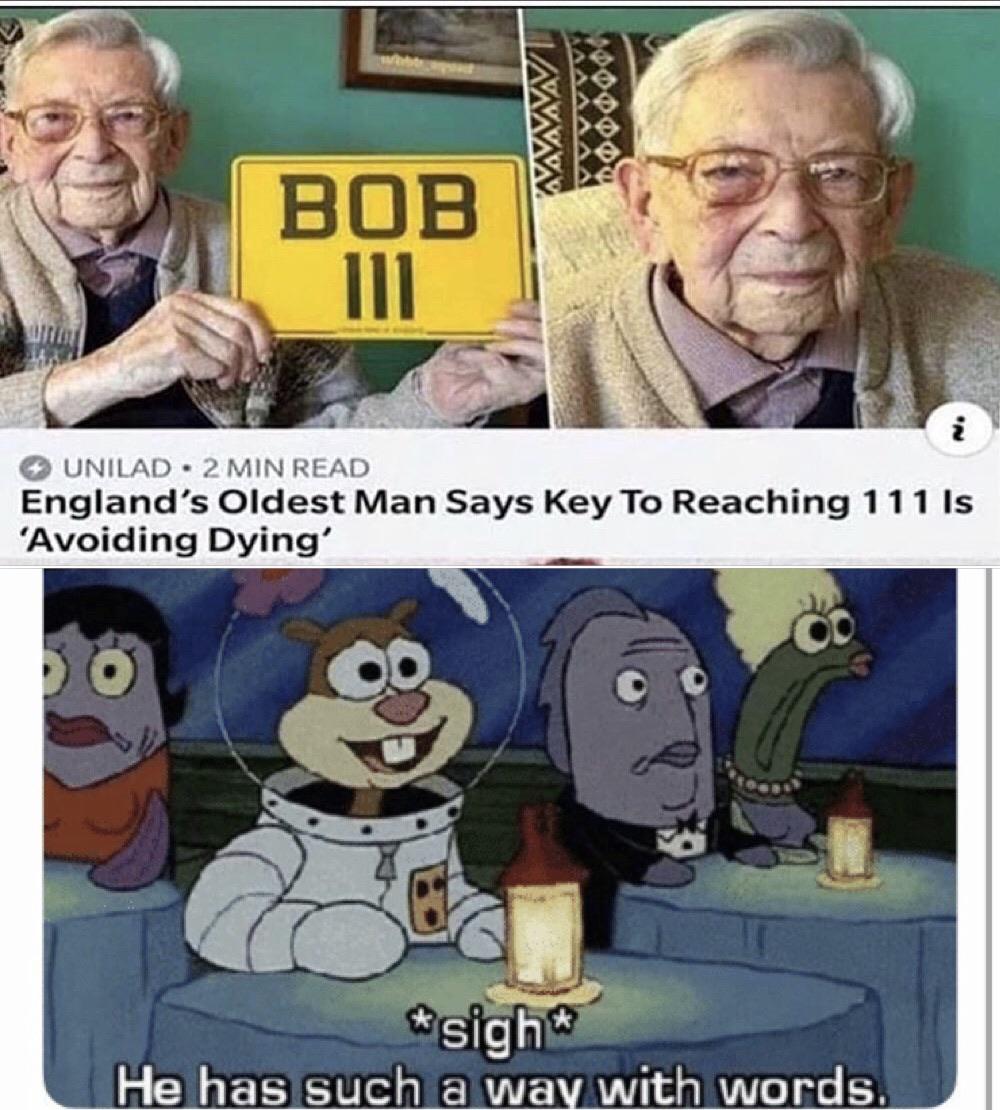 BOB
111
UNILAD • 2 MIN READ
England's Oldest Man Says Key To Reaching 111 Is
'Avoiding Dying'
*sigh*
He has such a way with words.